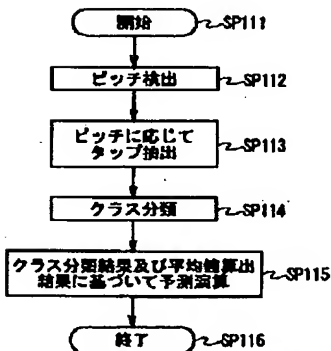 開始
SP111
ピッチ検出
SP112
ピッチに応じて
タップ抽出
SP113
クラス分類
SP114
クラス分類結果及び平均値算出
結果に基づいて予測演算
SP115
終了
SP116